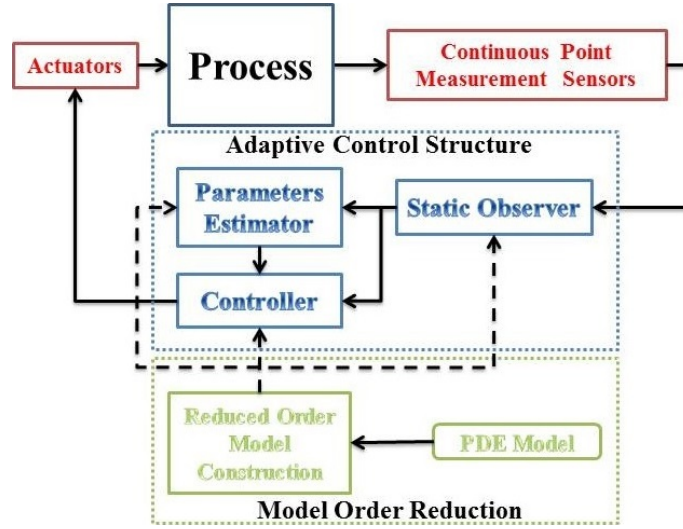 Actuators
Process
Continuous Point
Measurement Sensors
Adaptive Control Structure
Parameters
Estimator
Static Observer
Controller
Reduced Order
Model
Construction
PDE Model
Model Order Reduction